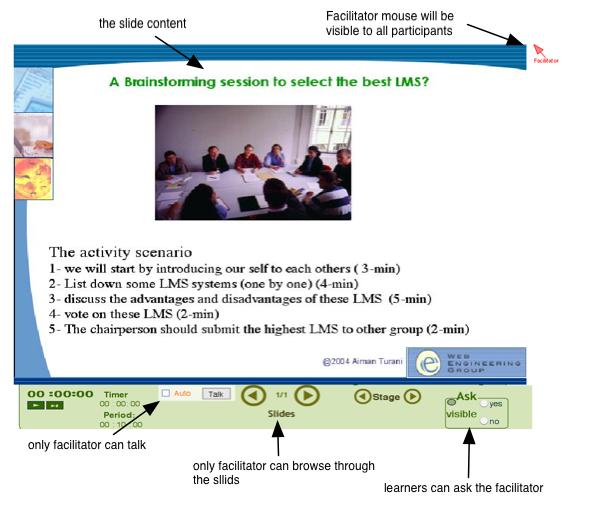 the slide content
Facilitator mouse will be
visible to all participants
Facilitator
A Brainstorming session to select the best LMS?
The activity scenario
1- we will start by introducing our self to each others ( 3-min)
2- List down some LMS systems (one by one) (4-min)
3- discuss the advantages and disadvantages of these LMS (5-min)
4- vote on these LMS (2-min)
5- The chairperson should submit the highest LMS to other group (2-min)
@2004 Aiman Turani
e
WEB
ENGINEERING
GROUP
00 :00:00
Timer
00 : 00: 00
Period:
00 : 10 : 00
Auto
Talk
1/1
Slides
Stage
Ask
visible
yes
no
only facilitator can talk
only facilitator can browse through
the sllids
learners can ask the facilitator